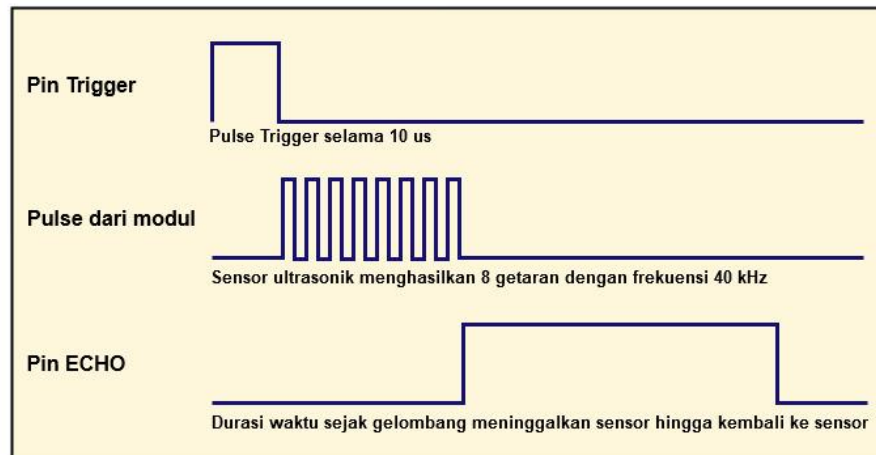 Pin Trigger
Pulse Trigger selama 10 us
Pulse dari modul
Sensor ultrasonik menghasilkan 8 getaran dengan frekuensi 40 kHz
Pin ECHO
Durasi waktu sejak gelombang meninggalkan sensor hingga kembali ke sensor